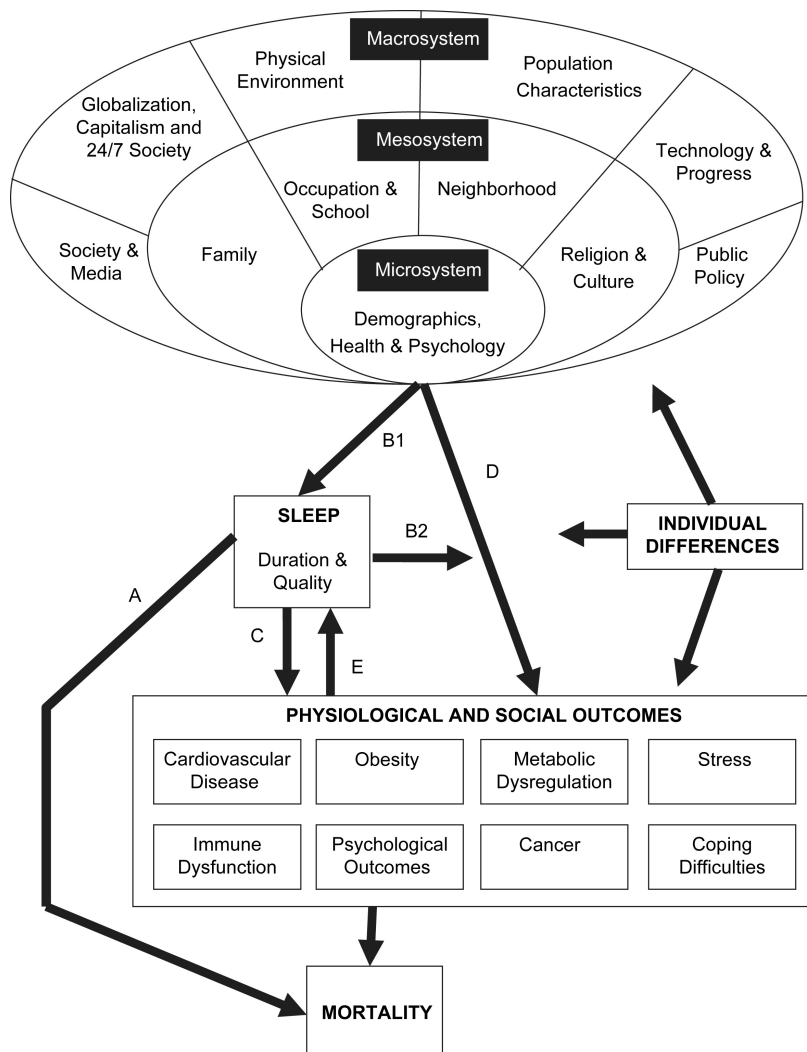 Macrosystem
Physical
Environment
Population
Characteristics
Globalization,
Capitalism and
24/7 Society
Mesosystem
Technology &
Progress
Occupation &
School
Neighborhood
Society &
Media
Family
Religion &
Culture
Public
Policy
Microsystem
Demographics,
Health & Psychology
B1
D
SLEEP
Duration &
Quality
B2
INDIVIDUAL
DIFFERENCES
A
C
E
PHYSIOLOGICAL AND SOCIAL OUTCOMES
Cardiovascular
Disease
Obesity
Metabolic
Dysregulation
Stress
Immune
Dysfunction
Psychological
Outcomes
Cancer
Coping
Difficulties
MORTALITY